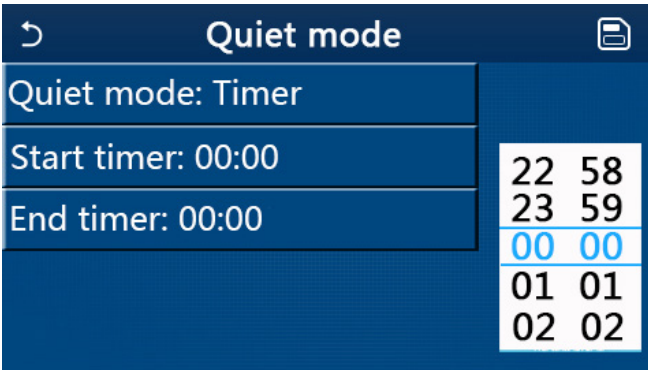 Quiet mode
Quiet mode: Timer
Start timer: 00:00
End timer: 00:00
22 58
23 59
00 00
01 01
02 02